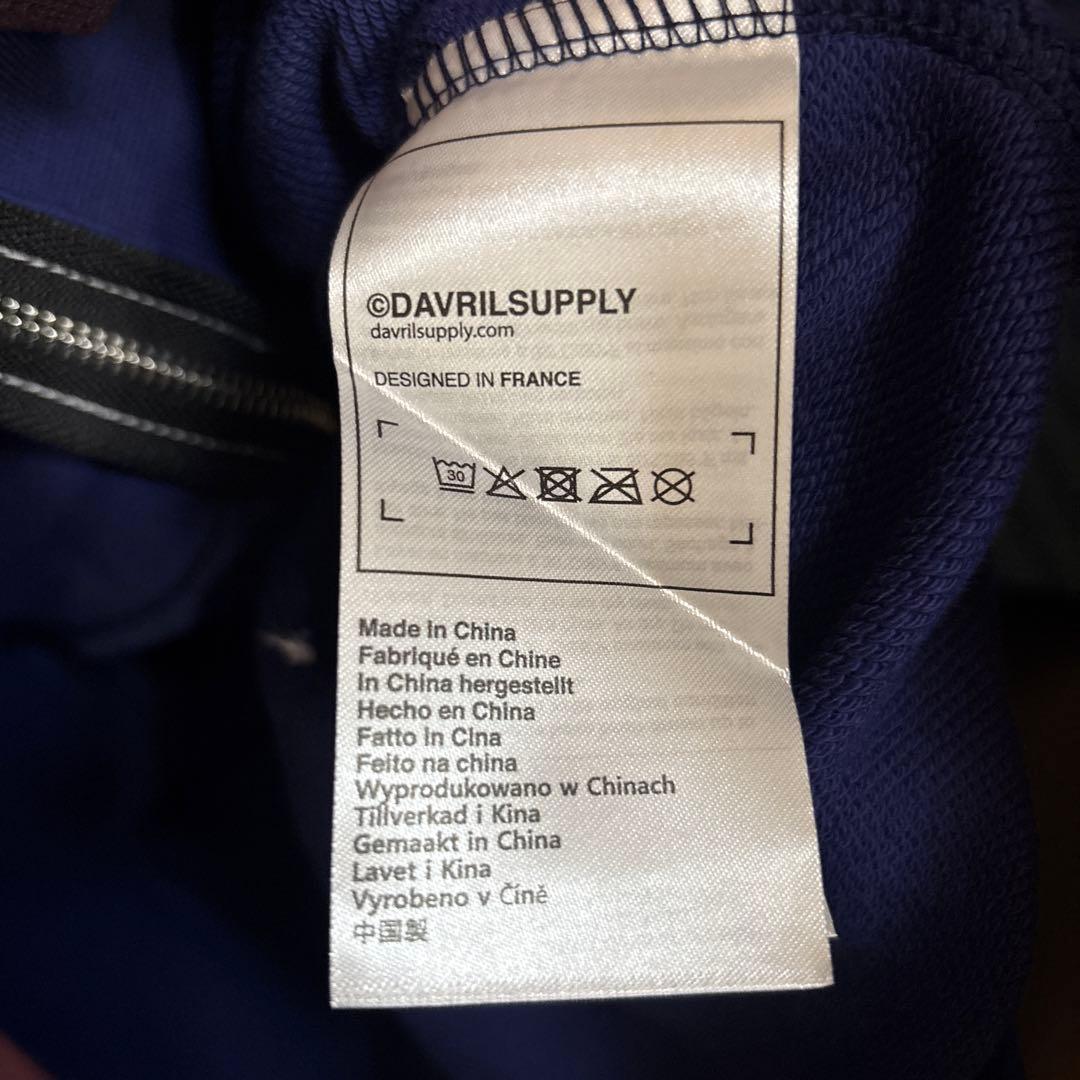 ©DAVRILSUPPLY
davrilsupply.com
DESIGNED IN FRANCE
30
Made in China
Fabriqué en Chine
In China hergestellt
Hecho en China
Fatto in Cina
Feito na china
Wyprodukowano w Chinach
Tillverkad i Kina
Gemaakt in China
Lavet i Kina
Vyrobeno v Číně
中国製